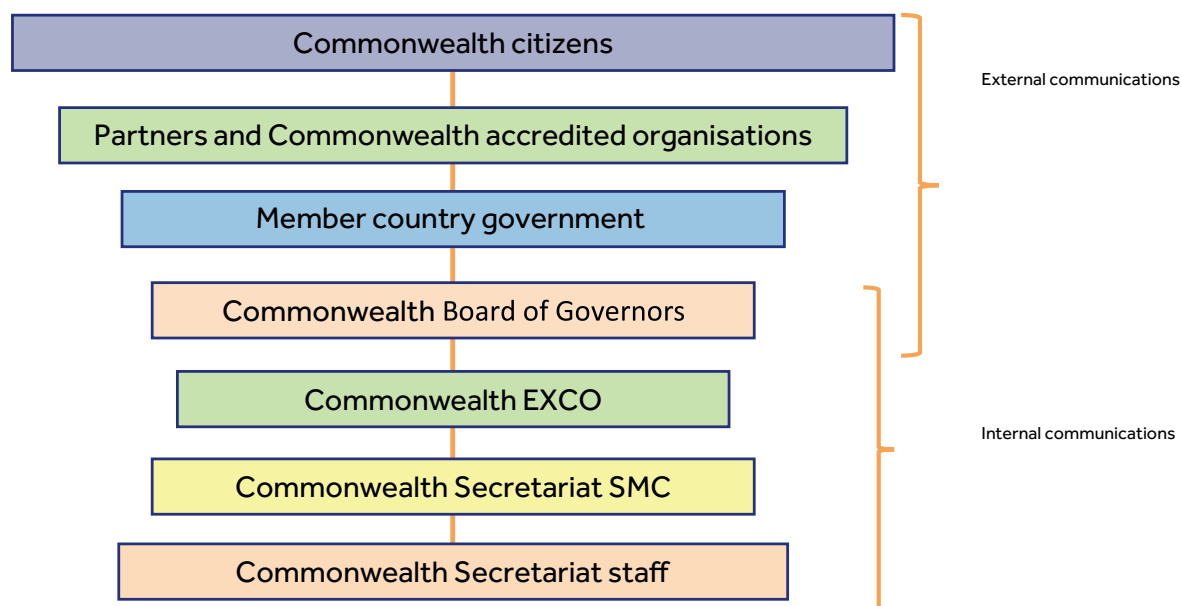 Commonwealth citizens
External communications
Partners and Commonwealth accredited organisations
Member country government
Commonwealth Board of Governors
Commonwealth EXCO
Internal communications
Commonwealth Secretariat SMC
Commonwealth Secretariat staff